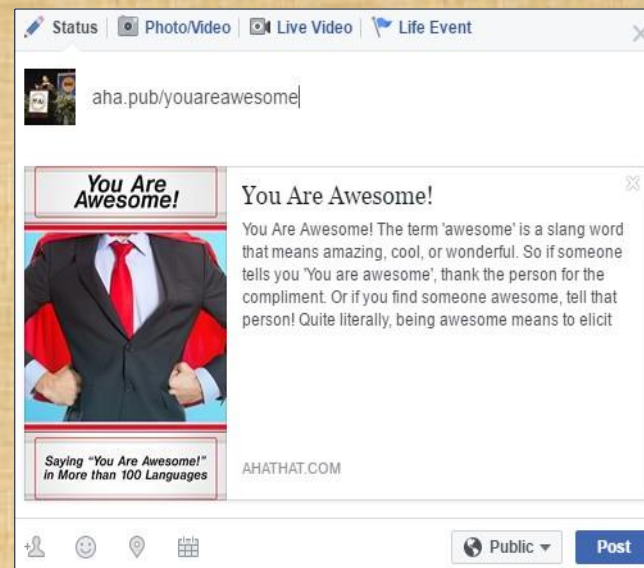 Status Photo/Video Live Video Life Event
aha.pub/youareawesome
You Are
Awesome!
Saying "You Are Awesome!"
in More than 100 Languages
You Are Awesome!
You Are Awesome! The term 'awesome' is a slang word
that means amazing, cool, or wonderful. So if someone
tells you 'You are awesome', thank the person for the
compliment. Or if you find someone awesome, tell that
person! Quite literally, being awesome means to elicit
AHATHAT.COM
Public Post